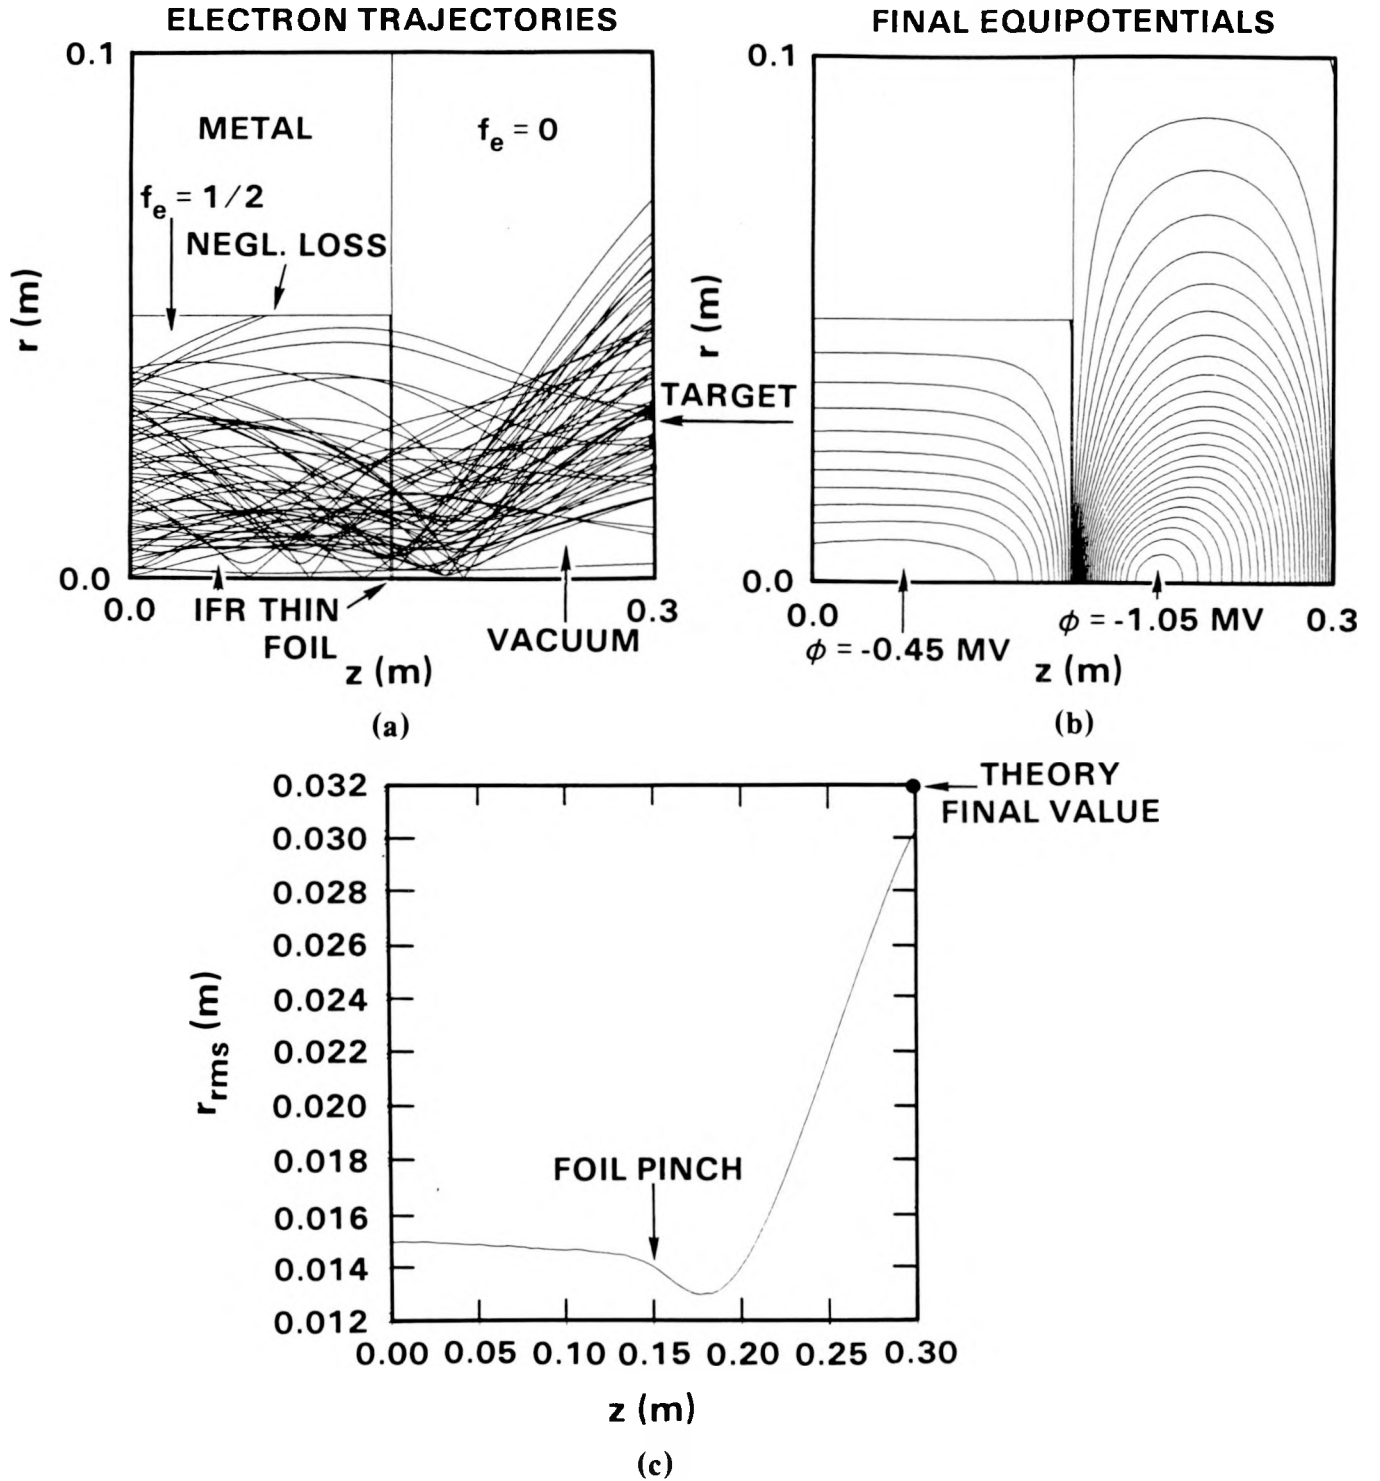 ELECTRON TRAJECTORIES
0.1
METAL
fe = 0
fe = 1/2
NEGL. LOSS
r (m)
0.0
0.0
IFR THIN
FOIL
VACUUM
0.3
z (m)
(a)
FINAL EQUIPOTENTIALS
0.1
r (m)
TARGET
0.0
0.0
ϕ = -0.45 MV
ϕ = -1.05 MV
0.3
z (m)
(b)
0.032
0.030
0.028
0.026
0.024
0.022
0.020
0.018
0.016
0.014
0.012
rrms (m)
THEORY
FINAL VALUE
FOIL PINCH
0.00 0.05 0.10 0.15 0.20 0.25 0.30
z (m)
(c)